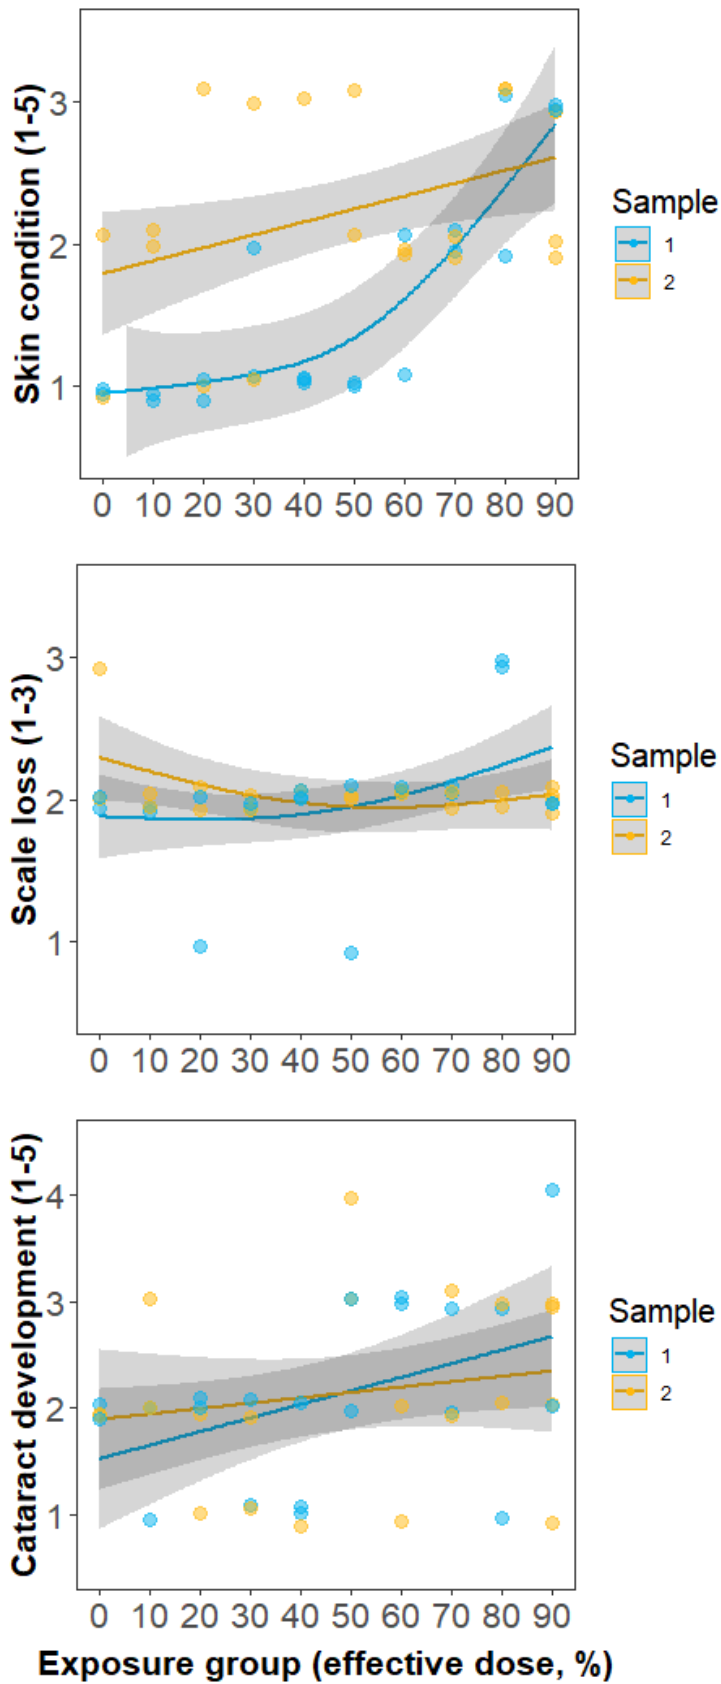 Skin condition (1-5)
3
2
1
0 10 20 30 40 50 60 70 80 90
Sample
1
2
Scale loss (1-3)
3
2
1
0 10 20 30 40 50 60 70 80 90
Sample
1
2
Cataract development (1-5)
4
3
2
1
0 10 20 30 40 50 60 70 80 90
Sample
1
2
Exposure group (effective dose, %)